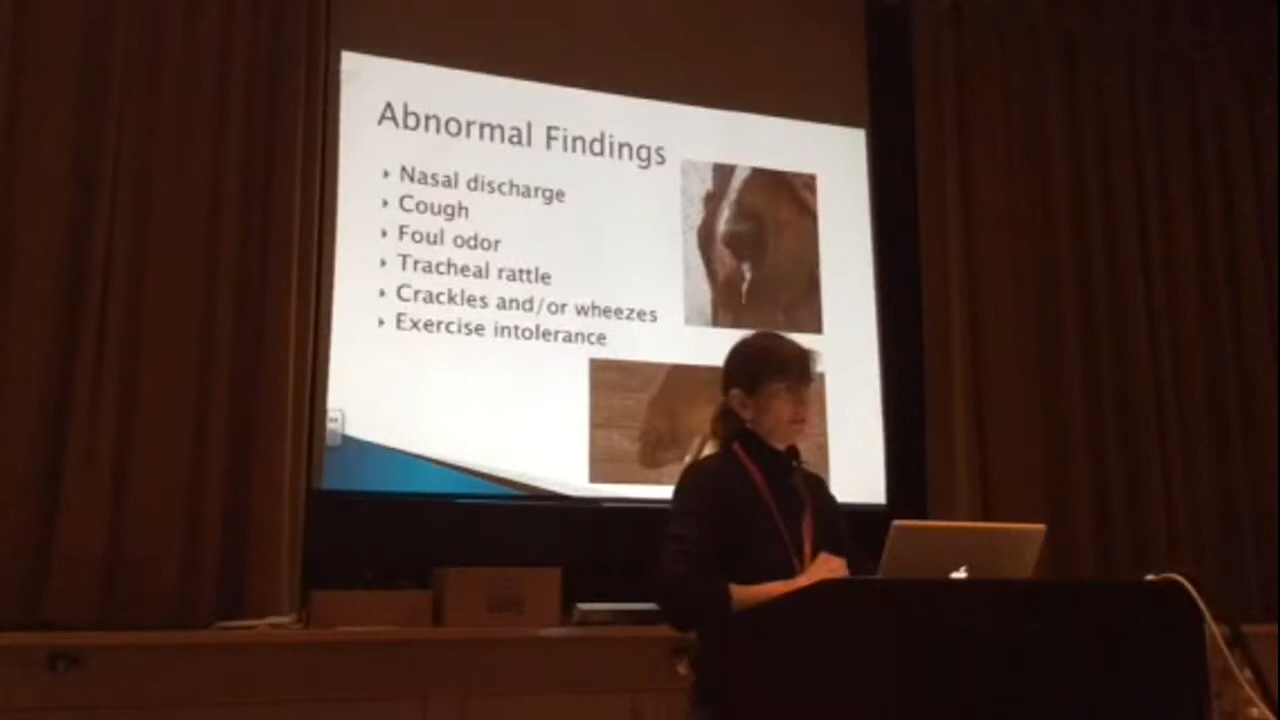 Abnormal Findings
Nasal discharge
Cough
Foul odor
Tracheal rattle
Crackles and/or wheezes
Exercise intolerance